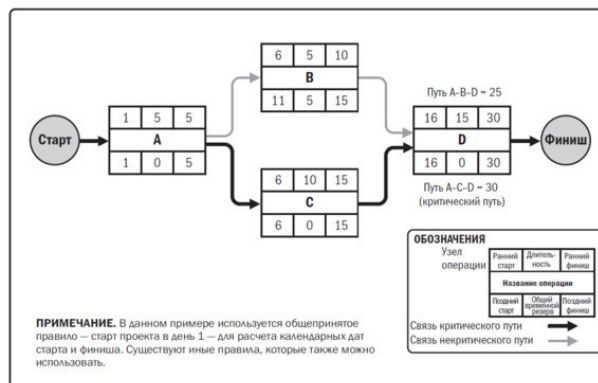 6 5 10
B
11 5 15
Путь A-B-D = 25
Старт
1 5 5
A
1 0 5
16 15 30
D
16 0 30
Финиш
6 10 15
C
6 0 15
Путь A-C-D = 30
(критический путь)
ОБОЗНАЧЕНИЯ
Узел
операции
Ранний
старт
Длитель-
ность
Ранний
финиш
Название операции
Поздний
старт
Общий
временной
резерв
Поздний
финиш
Связь критического пути
Связь некритического пути
ПРИМЕЧАНИЕ. В данном примере используется общепринятое
правило — старт проекта в день 1 — для расчета календарных дат
старта и финиша. Существуют иные правила, которые также можно
использовать.